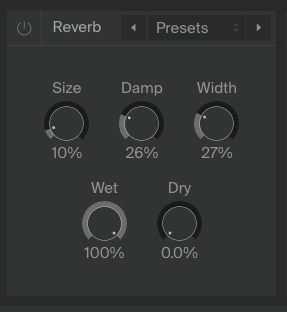 Reverb Presets
Size Damp Width
10% 26% 27%
Wet Dry
100% 0.0%